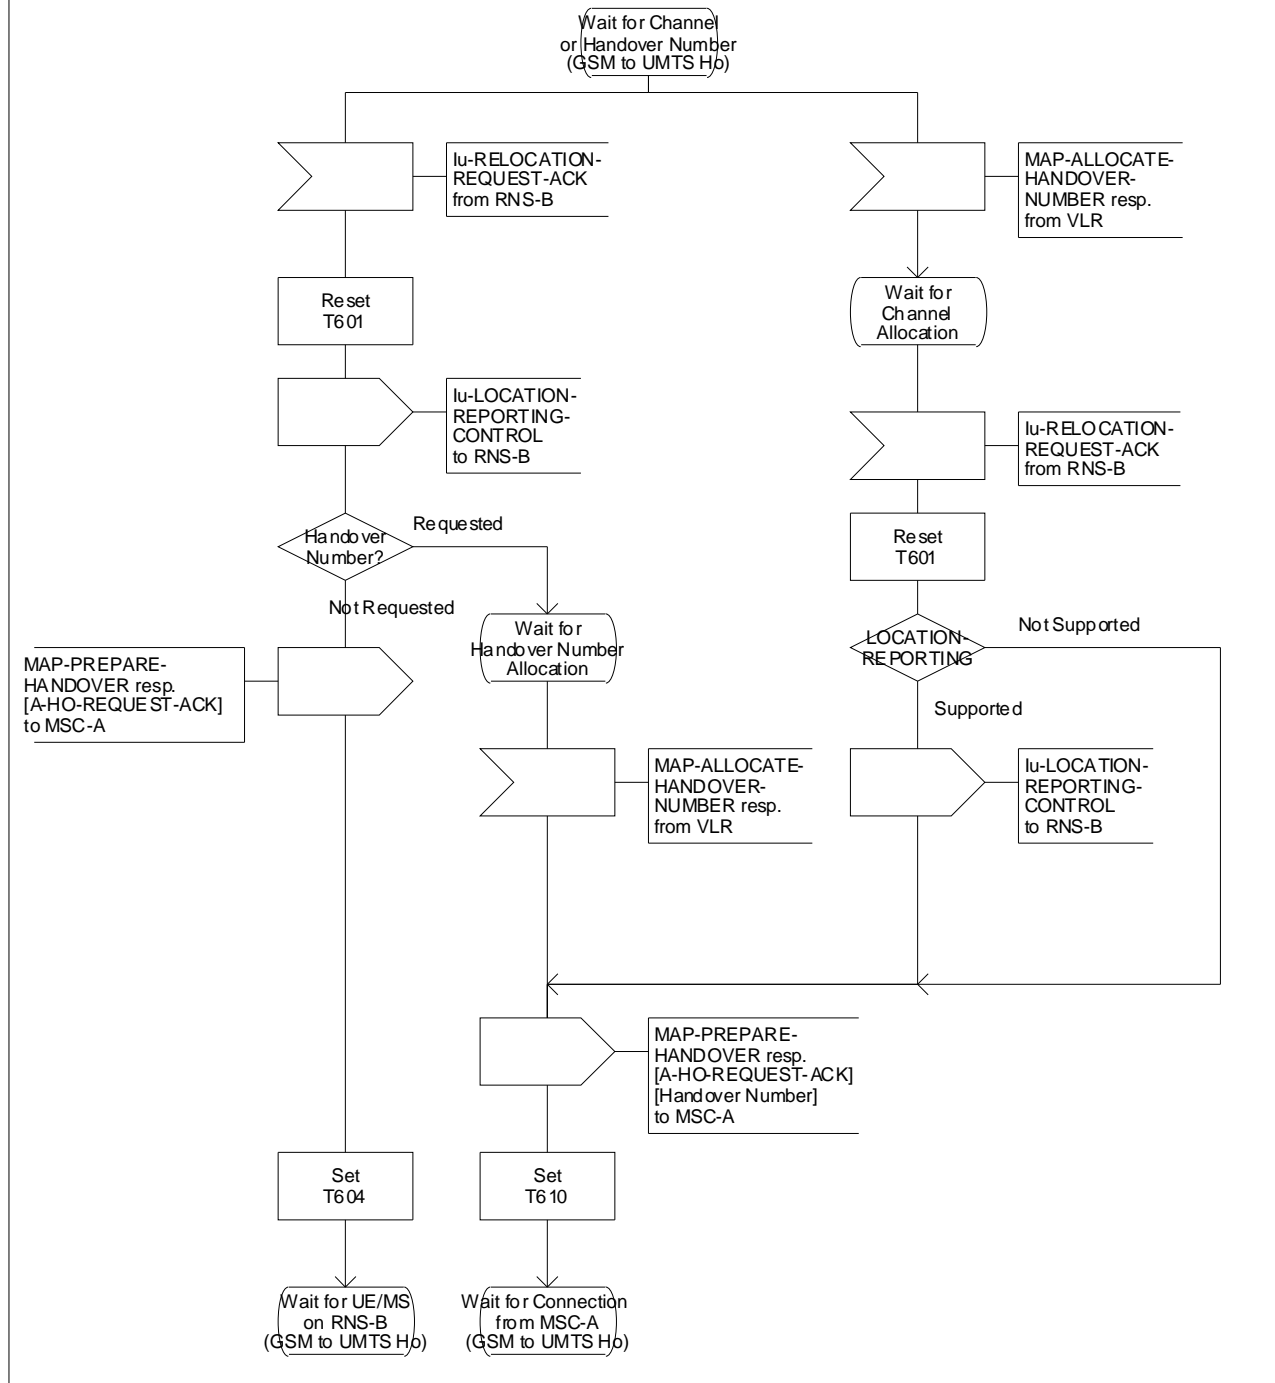 Wait for Channel
or Handover Number
(GSM to UMTS Ho)
Iu-RELOCATION-
REQUEST-ACK
from RNS-B
MAP-ALLOCATE-
HANDOVER-
NUMBER resp.
from VLR
Reset
T601
Wait for
Channel
Allocation
Iu-LOCATION-
REPORTING-
CONTROL
to RNS-B
Iu-RELOCATION-
REQUEST-ACK
from RNS-B
Handover
Number?
Requested
Not Requested
Reset
T601
Wait for
Handover Number
Allocation
LOCATION-
REPORTING
Not Supported
Supported
MAP-PREPARE-
HANDOVER resp.
[A-HO-REQUEST-ACK]
to MSC-A
MAP-ALLOCATE-
HANDOVER-
NUMBER resp.
from VLR
Iu-LOCATION-
REPORTING-
CONTROL
to RNS-B
MAP-PREPARE-
HANDOVER resp.
[A-HO-REQUEST-ACK]
[Handover Number]
to MSC-A
Set
T604
Set
T610
Wait for UE/MS
on RNS-B
(GSM to UMTS Ho)
Wait for Connection
from MSC-A
(GSM to UMTS Ho)